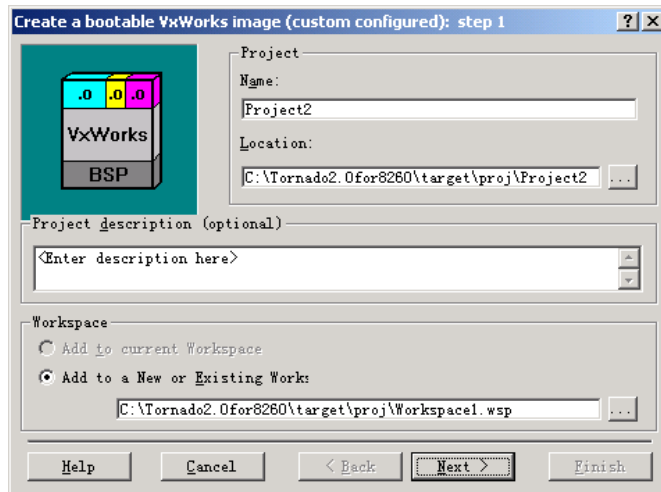 Create a bootable VxWorks image (custom configured): step 1
Project
Name:
Project2
Location:
C:\Tornado2.0for8260\target\proj\Project2
...
.0 .0 .0
VxWorks
BSP
Project description (optional)
<Enter description here>
Workspace
Add to current Workspace
Add to a New or Existing Works
C:\Tornado2.0for8260\target\proj\Workspace1.wsp
...
Help Cancel < Back Next > Finish